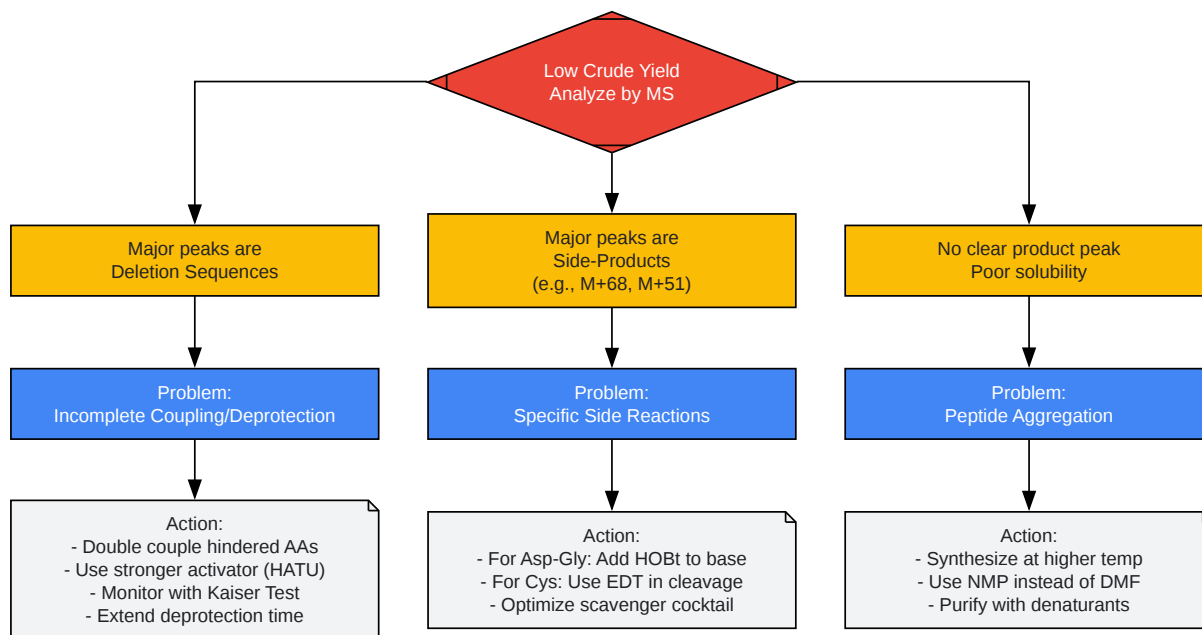 Low Crude Yield
Analyze by MS
Major peaks are
Deletion Sequences
Major peaks are
Side-Products
(e.g., M+68, M+51)
No clear product peak
Poor solubility
Problem:
Incomplete Coupling/Deprotection
Problem:
Specific Side Reactions
Problem:
Peptide Aggregation
Action:
- Double couple hindered AAs
- Use stronger activator (HATU)
- Monitor with Kaiser Test
- Extend deprotection time
Action:
- For Asp-Gly: Add HOBt to base
- For Cys: Use EDT in cleavage
- Optimize scavenger cocktail
Action:
- Synthesize at higher temp
- Use NMP instead of DMF
- Purify with denaturants